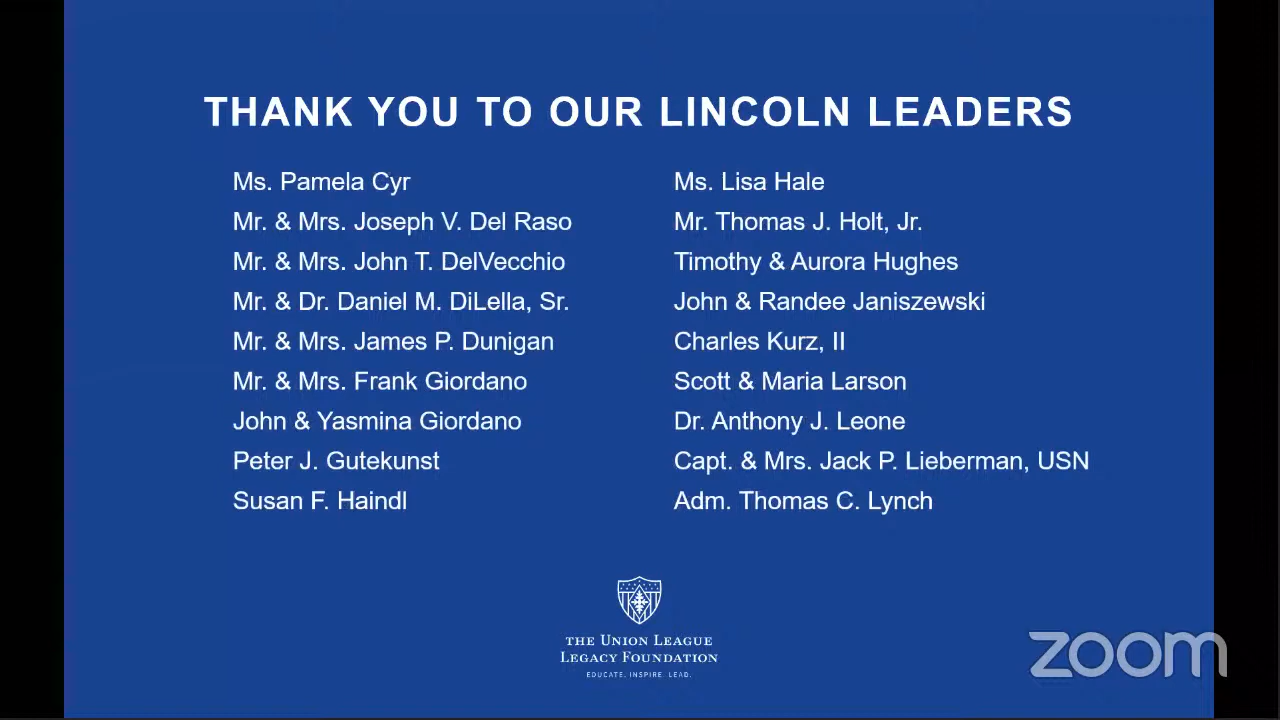 THANK YOU TO OUR LINCOLN LEADERS
Ms. Pamela Cyr
Mr. & Mrs. Joseph V. Del Raso
Mr. & Mrs. John T. DelVecchio
Mr. & Dr. Daniel M. DiLella, Sr.
Mr. & Mrs. James P. Dunigan
Mr. & Mrs. Frank Giordano
John & Yasmina Giordano
Peter J. Gutekunst
Susan F. Haindl
Ms. Lisa Hale
Mr. Thomas J. Holt, Jr.
Timothy & Aurora Hughes
John & Randee Janiszewski
Charles Kurz, II
Scott & Maria Larson
Dr. Anthony J. Leone
Capt. & Mrs. Jack P. Lieberman, USN
Adm. Thomas C. Lynch
THE UNION LEAGUE
LEGACY FOUNDATION
EDUCATE. INSPIRE. LEAD.
zoom